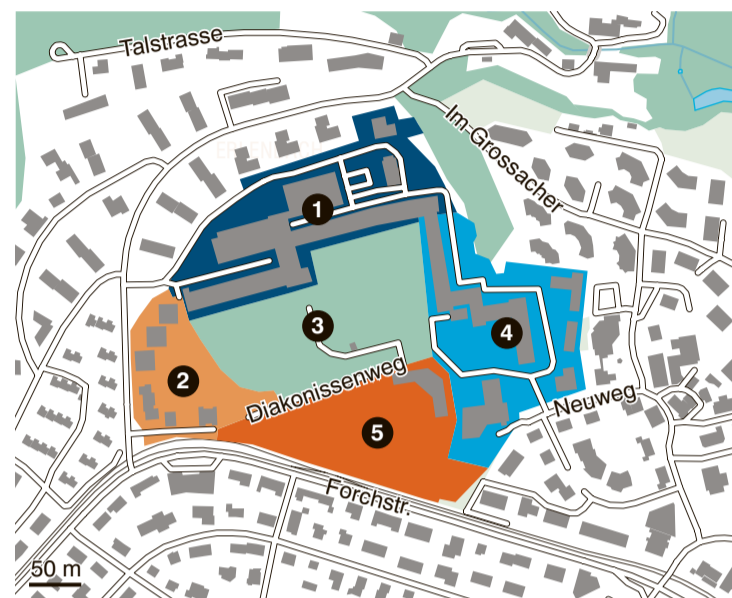 Talstrasse
Im Grossacher
1
3
4
2
Diakonissenweg
Neuweg
5
Forchstr.
50 m